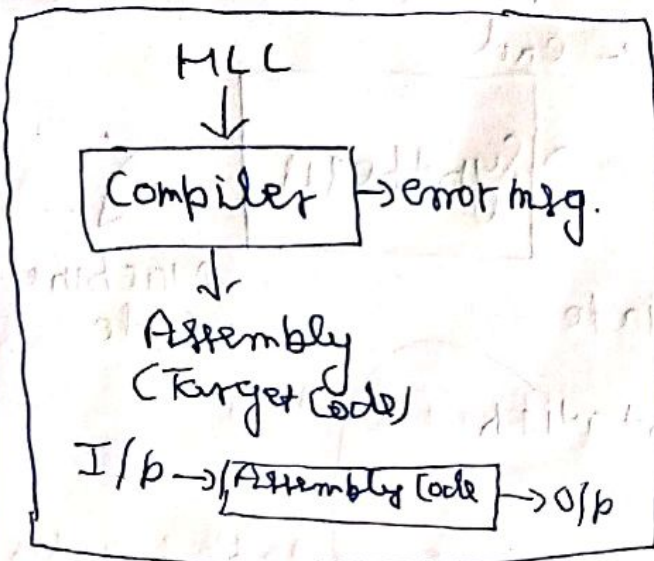 HLL
Compiler → error msg.
Assembly
(Target Code)
I/p → Assembly Code → O/p